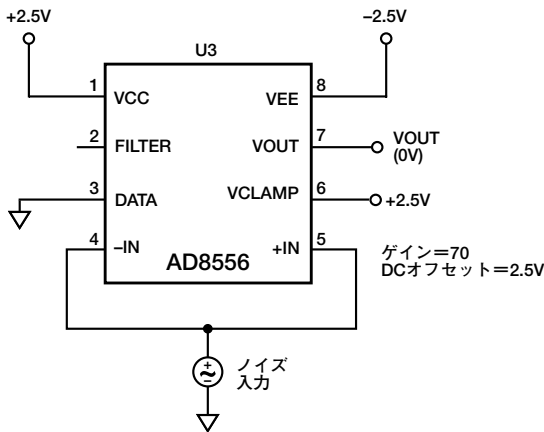 +2.5V
–2.5V
U3
1
VCC
VEE
8
2
FILTER
VOUT
7
VOUT
(0V)
3
DATA
VCLAMP
6
+2.5V
4
–IN
+IN
5
AD8556
ゲイン=70
DCオフセット=2.5V
+
–
ノイズ
入力